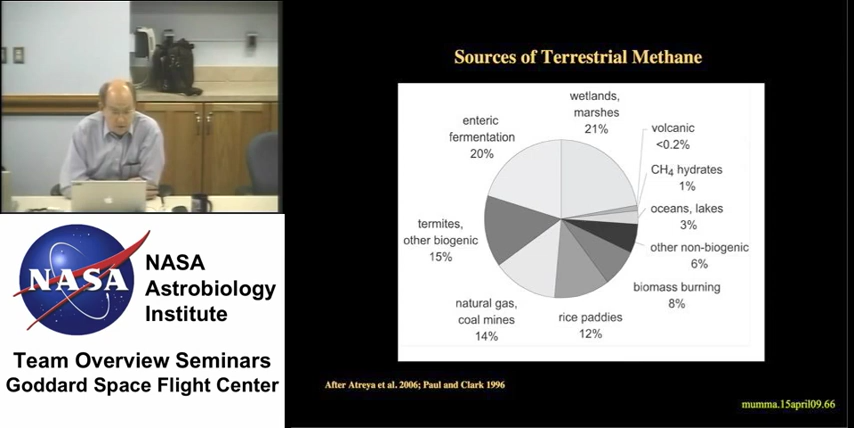 Sources of Terrestrial Methane
wetlands,
marshes
21%
volcanic
<0.2%
CH4 hydrates
1%
oceans, lakes
3%
other non-biogenic
6%
biomass burning
8%
rice paddies
12%
natural gas,
coal mines
14%
termites,
other biogenic
15%
enteric
fermentation
20%
After Atreya et al. 2006; Paul and Clark 1996
mumma.15april09.66
NASA
NASA
Astrobiology
Institute
Team Overview Seminars
Goddard Space Flight Center